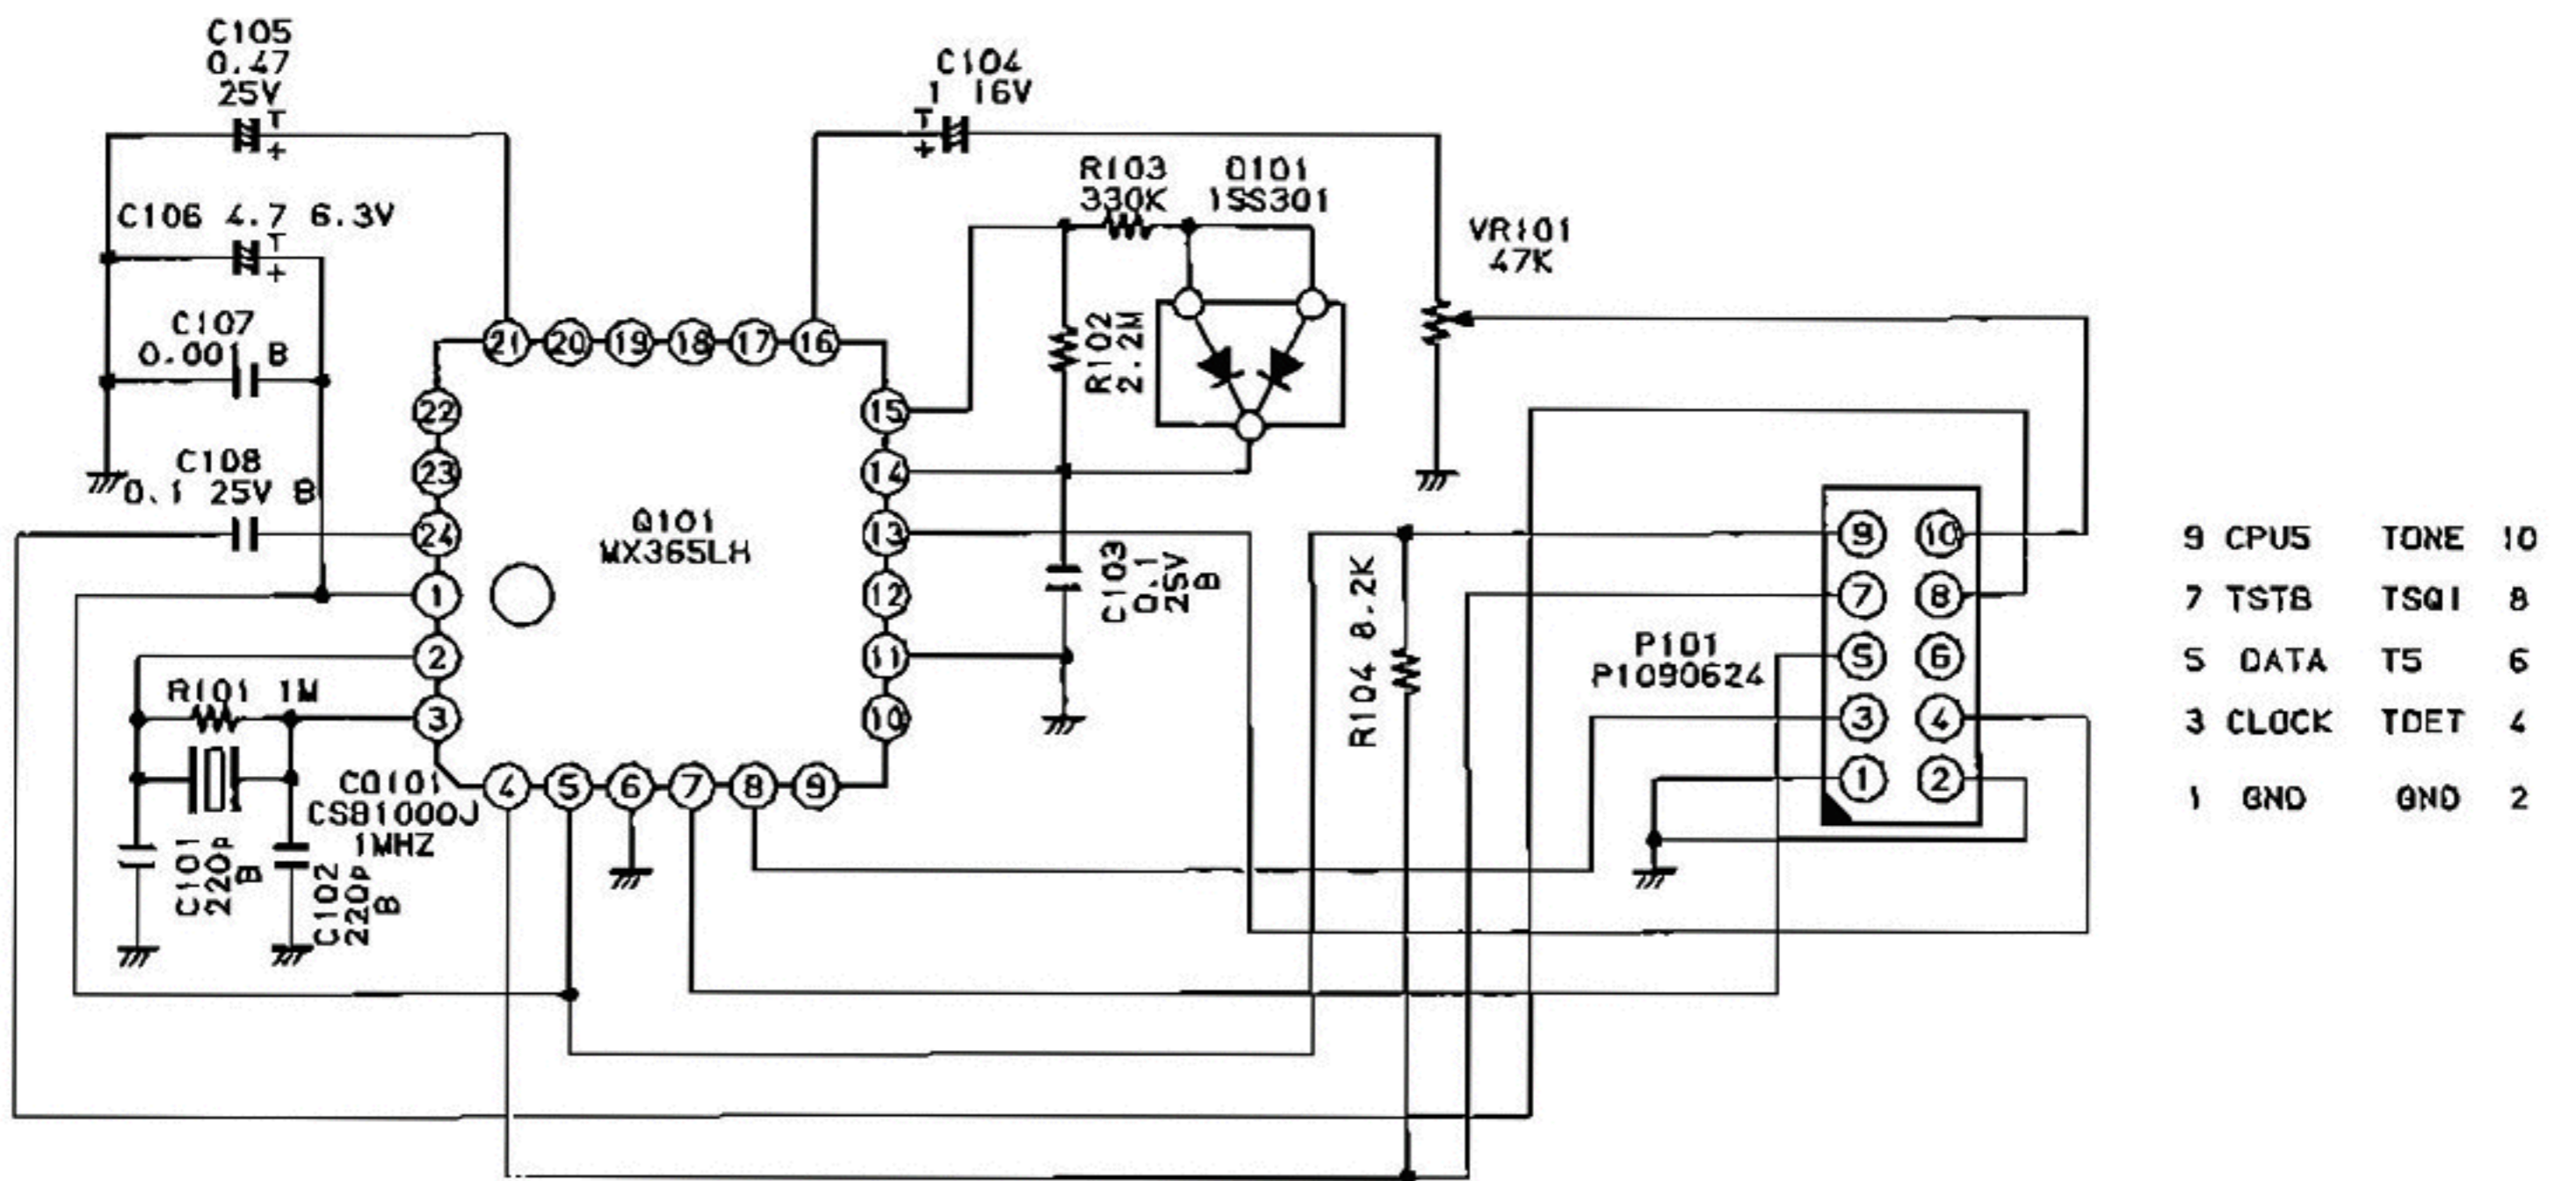 C105
0.47
25V
T
+
C104
1 16V
T
+
R103
330K
D101
1SS301
C106 4.7 6.3V
T
+
VR101
47K
C107
0.001 B
R102
2.2M
21
20
19
18
17
16
22
15
C108
0.1 25V B
23
14
24
Q101
MX365LH
13
1
12
C103
0.1
25V
B
2
11
R101 1M
3
10
CQ101
CSB1000J
1MHZ
4
5
6
7
8
9
C101
220P
B
C102
220P
B
R104 8.2K
P101
P1090624
9
10
7
8
5
6
3
4
1
2
9 CPU5 TONE 10
7 TSTB TSQ1 8
5 DATA T5 6
3 CLOCK TDET 4
1 GND GND 2